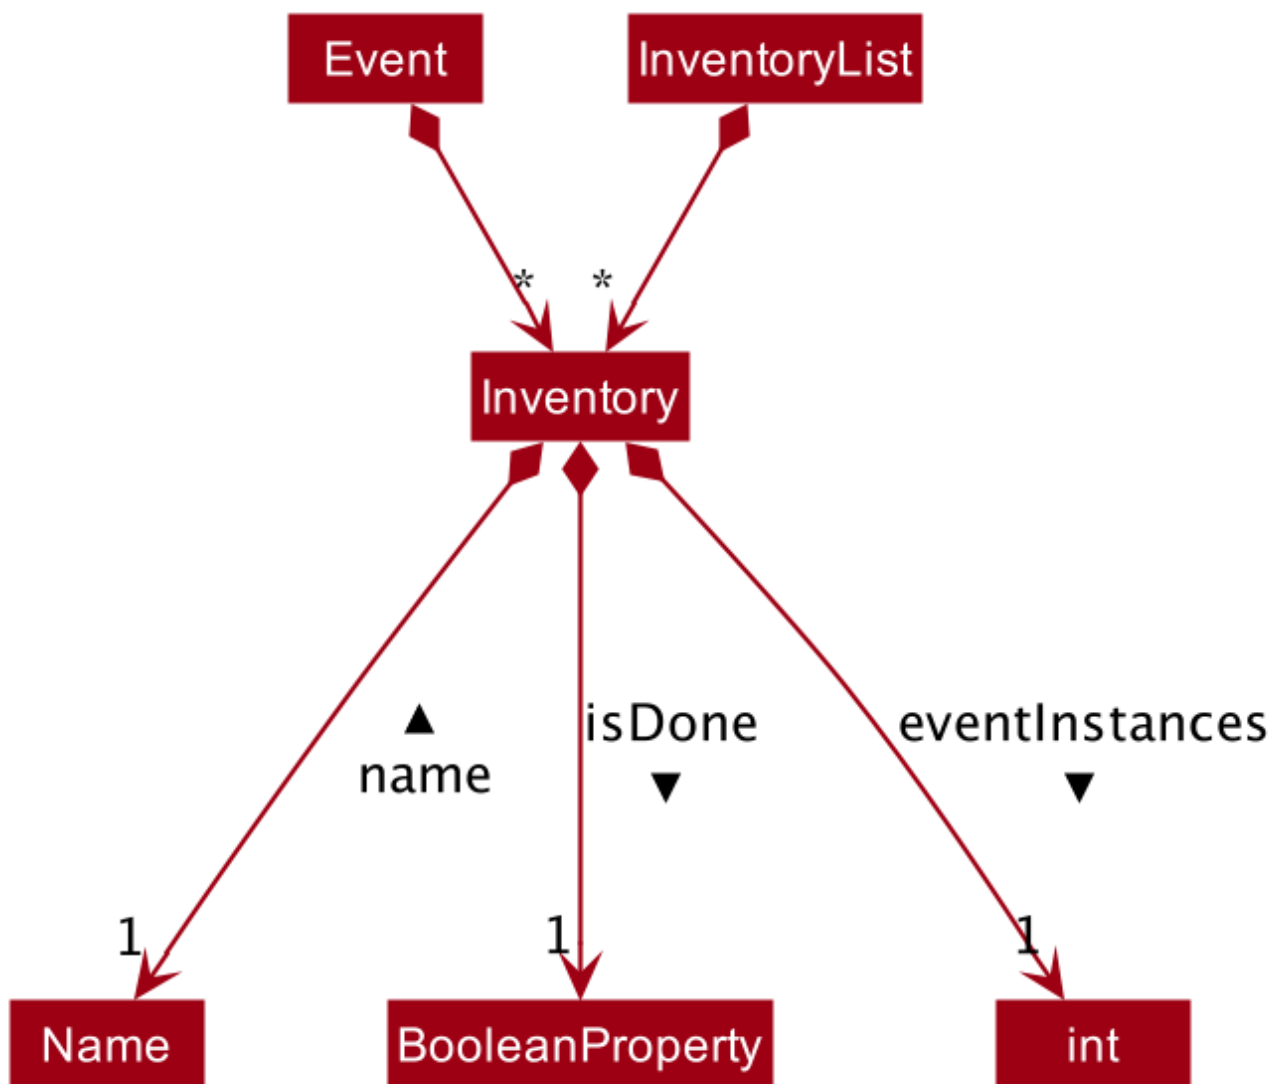 Event
InventoryList
*
*
Inventory
▲
name
isDone
▼
eventInstances
▼
1
1
1
Name
BooleanProperty
int